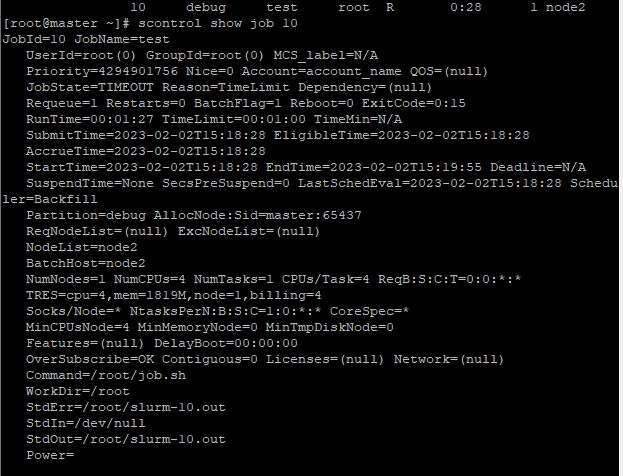 10 debug test root R 0:28 1 node2
[root@master ~]# scontrol show job 10
JobId=10 JobName=test
UserId=root(0) GroupId=root(0) MCS_label=N/A
Priority=4294901756 Nice=0 Account=account_name QOS=(null)
JobState=TIMEOUT Reason=TimeLimit Dependency=(null)
Requeue=1 Restarts=0 BatchFlag=1 Reboot=0 ExitCode=0:15
RunTime=00:01:27 TimeLimit=00:01:00 TimeMin=N/A
SubmitTime=2023-02-02T15:18:28 EligibleTime=2023-02-02T15:18:28
AccrueTime=2023-02-02T15:18:28
StartTime=2023-02-02T15:18:28 EndTime=2023-02-02T15:19:55 Deadline=N/A
SuspendTime=None SecsPreSuspend=0 LastSchedEval=2023-02-02T15:18:28 Schedu
ler=Backfill
Partition=debug AllocNode:Sid=master:65437
ReqNodeList=(null) ExcNodeList=(null)
NodeList=node2
BatchHost=node2
NumNodes=1 NumCPUs=4 NumTasks=1 CPUs/Task=4 ReqB:S:C:T=0:0:*:*
TRES=cpu=4,mem=1819M,node=1,billing=4
Socks/Node=* NtasksPerN:B:S:C=1:0:*:* CoreSpec=*
MinCPUsNode=4 MinMemoryNode=0 MinTmpDiskNode=0
Features=(null) DelayBoot=00:00:00
OverSubscribe=OK Contiguous=0 Licenses=(null) Network=(null)
Command=/root/job.sh
WorkDir=/root
StdErr=/root/slurm-10.out
StdIn=/dev/null
StdOut=/root/slurm-10.out
Power=